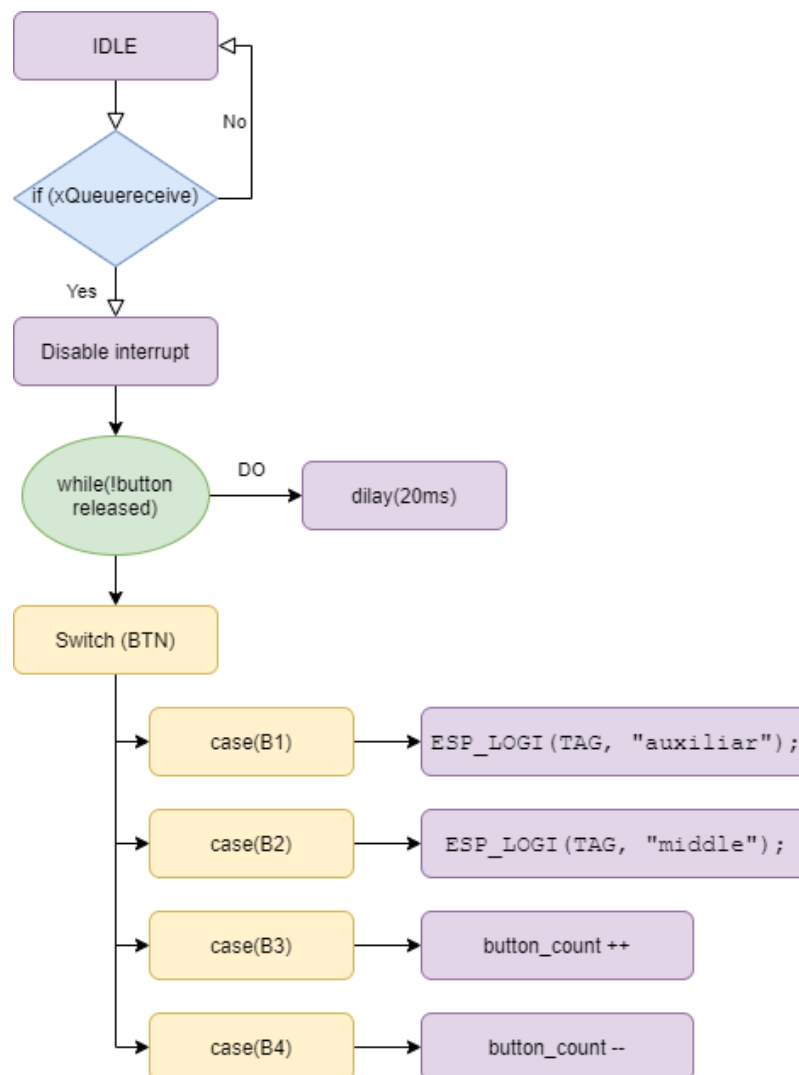 IDLE
No
if (xQueuereceive)
Yes
Disable interrupt
while(!button
released)
DO
dilay(20ms)
Switch (BTN)
case(B1)
ESP_LOGI(TAG, "auxiliar");
case(B2)
ESP_LOGI(TAG, "middle");
case(B3)
button_count ++
case(B4)
button_count --